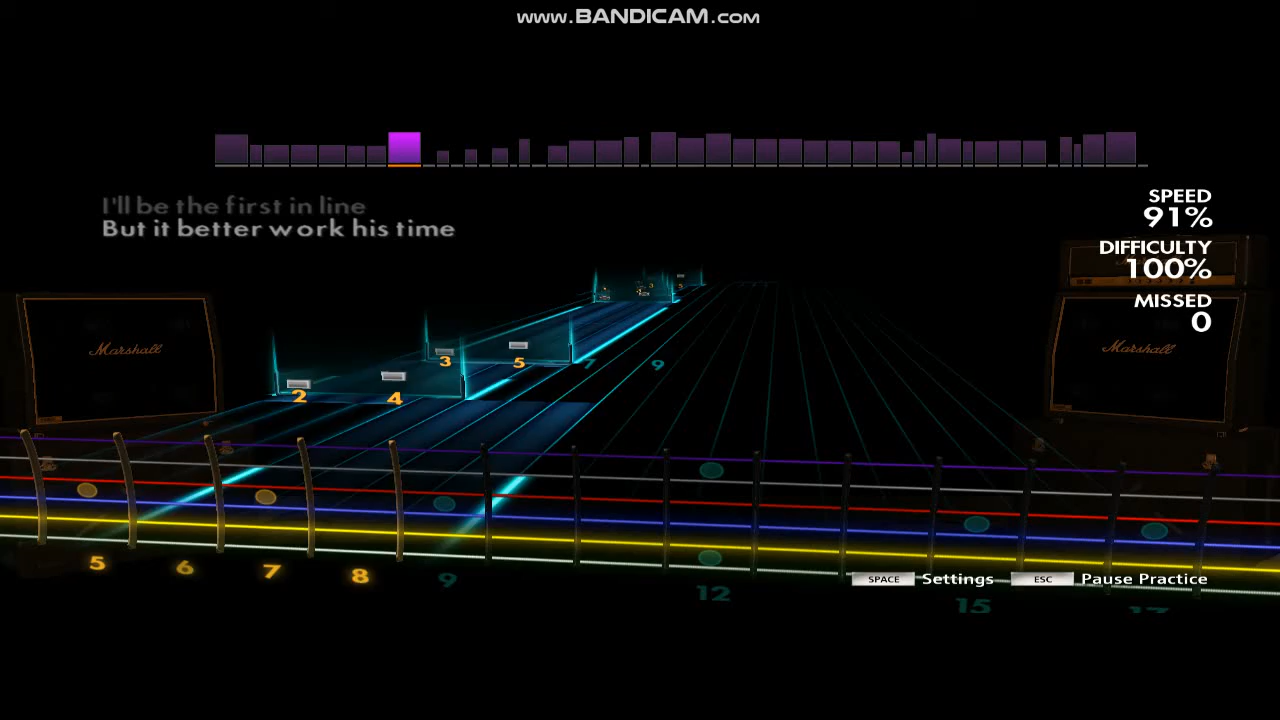 www.BANDICAM.com
I'll be the first in line
But it better work his time
SPEED
91%
DIFFICULTY
100%
MISSED
0
Marshall
Marshall
3
5
7
9
2
4
5
6
7
8
9
12
15
17
SPACE Settings ESC Pause Practice